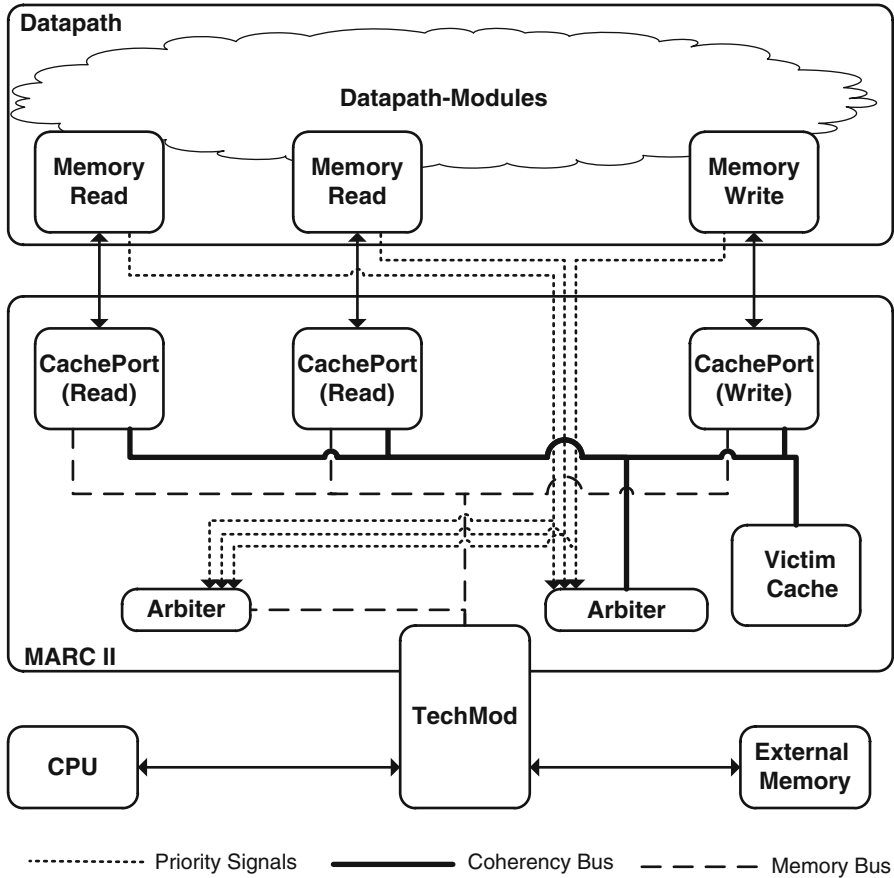 Datapath
Datapath-Modules
Memory
Read
Memory
Read
Memory
Write
CachePort
(Read)
CachePort
(Read)
CachePort
(Write)
Victim
Cache
Arbiter
Arbiter
MARC II
TechMod
CPU
External
Memory
Priority Signals
Coherency Bus
Memory Bus